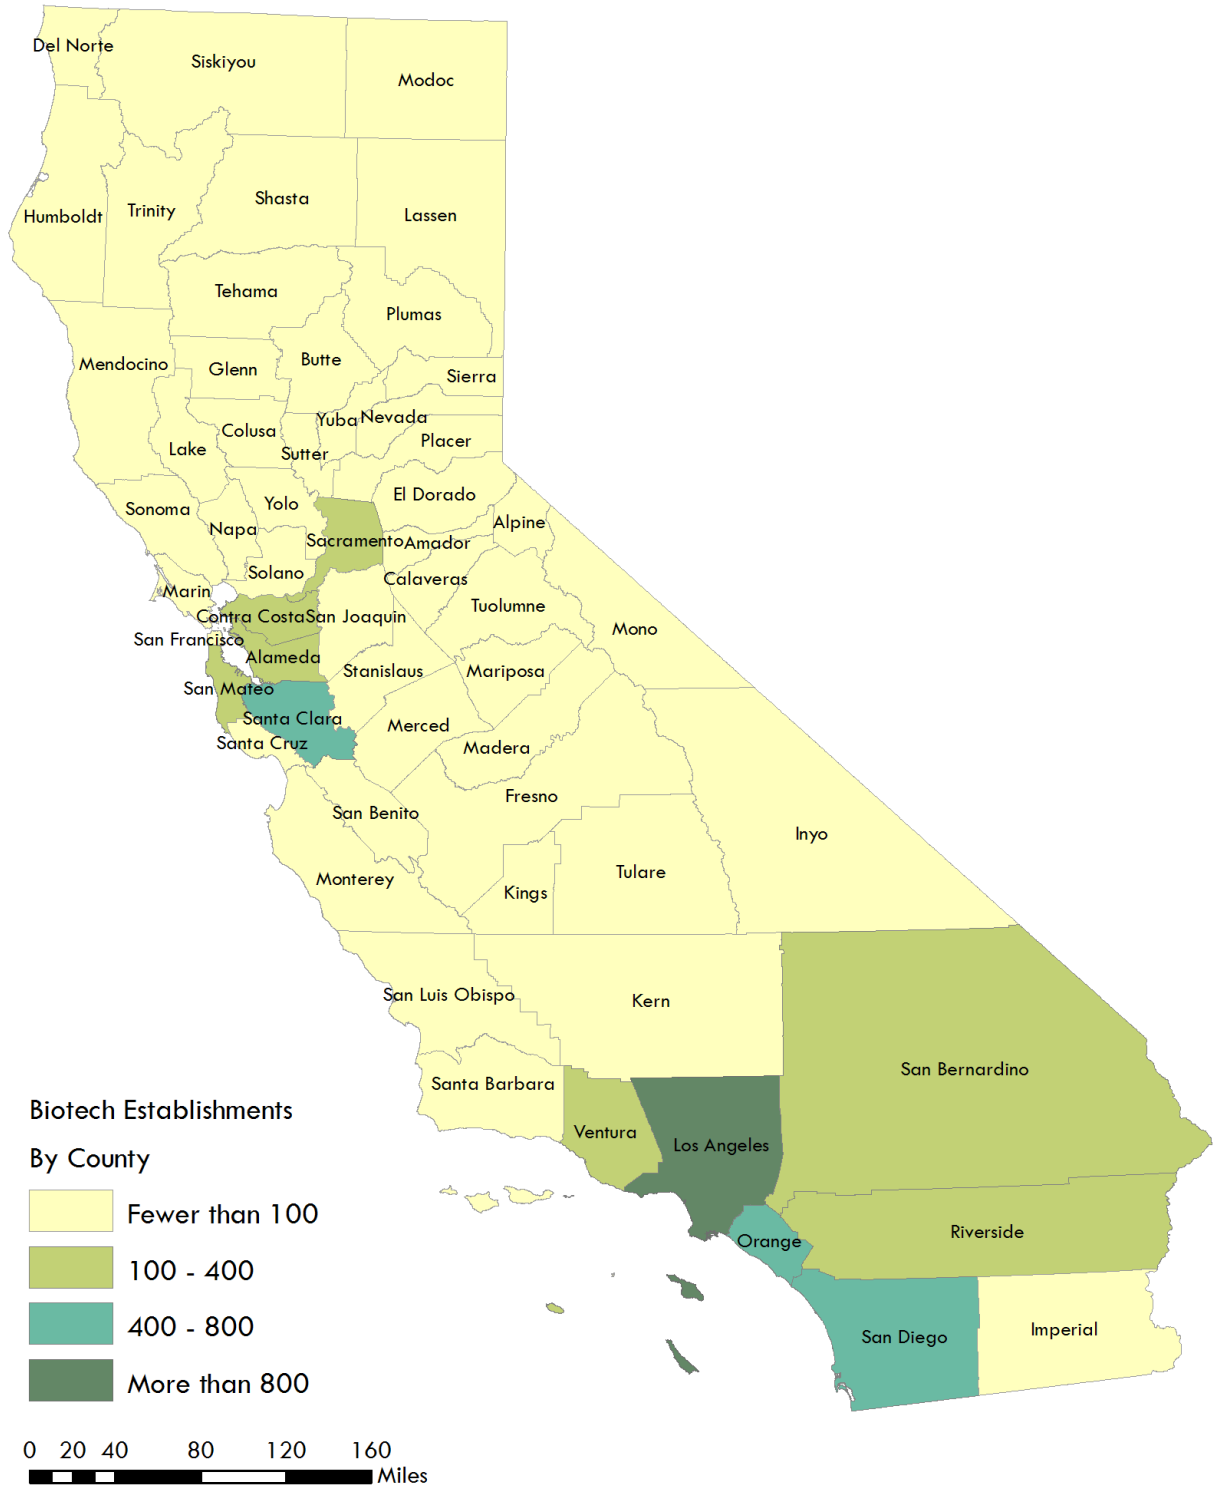 Del Norte
Siskiyou
Modoc
Humboldt
Trinity
Shasta
Lassen
Tehama
Plumas
Mendocino
Glenn
Butte
Sierra
Lake
Colusa
Sutter
Yuba
Nevada
Placer
Sonoma
Napa
Yolo
El Dorado
Alpine
Sacramento
Amador
Solano
Calaveras
Marin
Contra Costa
San Joaquin
Tuolumne
Mono
San Francisco
Alameda
Stanislaus
Mariposa
San Mateo
Santa Clara
Merced
Santa Cruz
Madera
Fresno
San Benito
Inyo
Monterey
Kings
Tulare
San Luis Obispo
Kern
San Bernardino
Santa Barbara
Ventura
Los Angeles
Riverside
Orange
San Diego
Imperial
Biotech Establishments
By County
Fewer than 100
100 - 400
400 - 800
More than 800
0 20 40 80 120 160
Miles